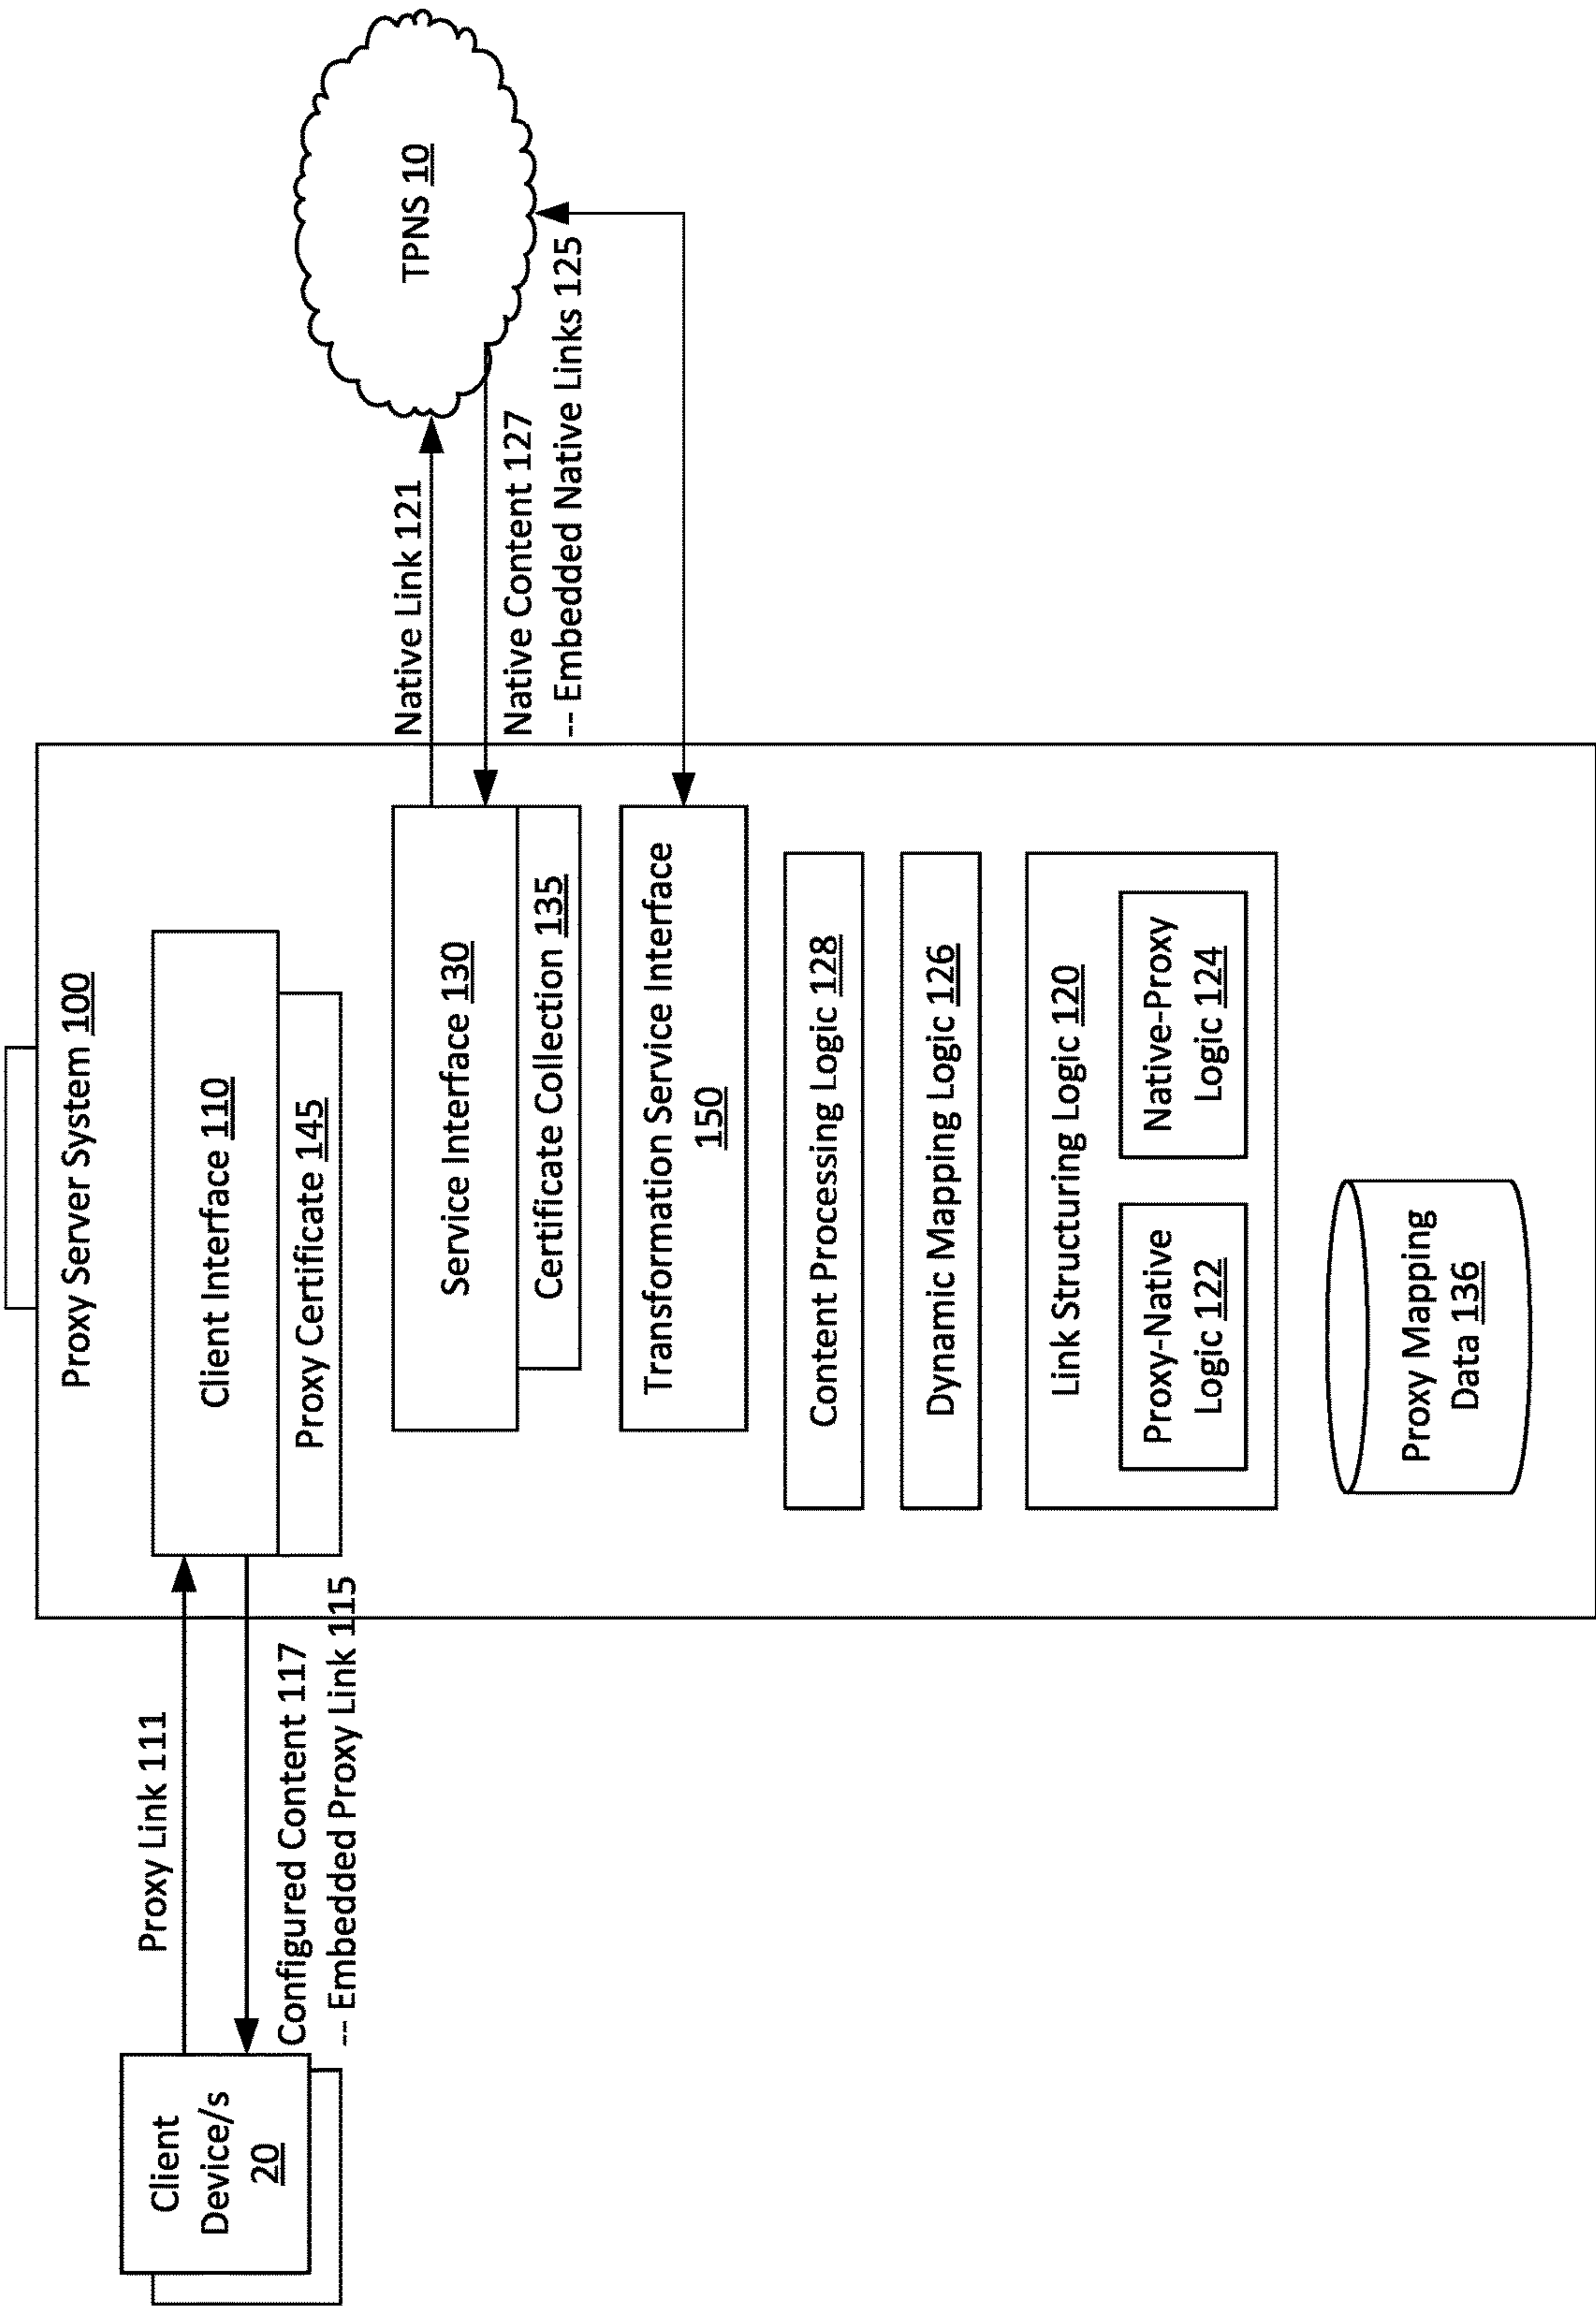 Proxy Server System 100
Client
Device/s
20
Proxy Link 111
Configured Content 117
-- Embedded Proxy Link 115
Client Interface 110
Proxy Certificate 145
Service Interface 130
Certificate Collection 135
Transformation Service Interface
150
Content Processing Logic 128
Dynamic Mapping Logic 126
Link Structuring Logic 120
Proxy-Native
Logic 122
Native-Proxy
Logic 124
Proxy Mapping
Data 136
Native Link 121
Native Content 127
-- Embedded Native Links 125
TPNS 10